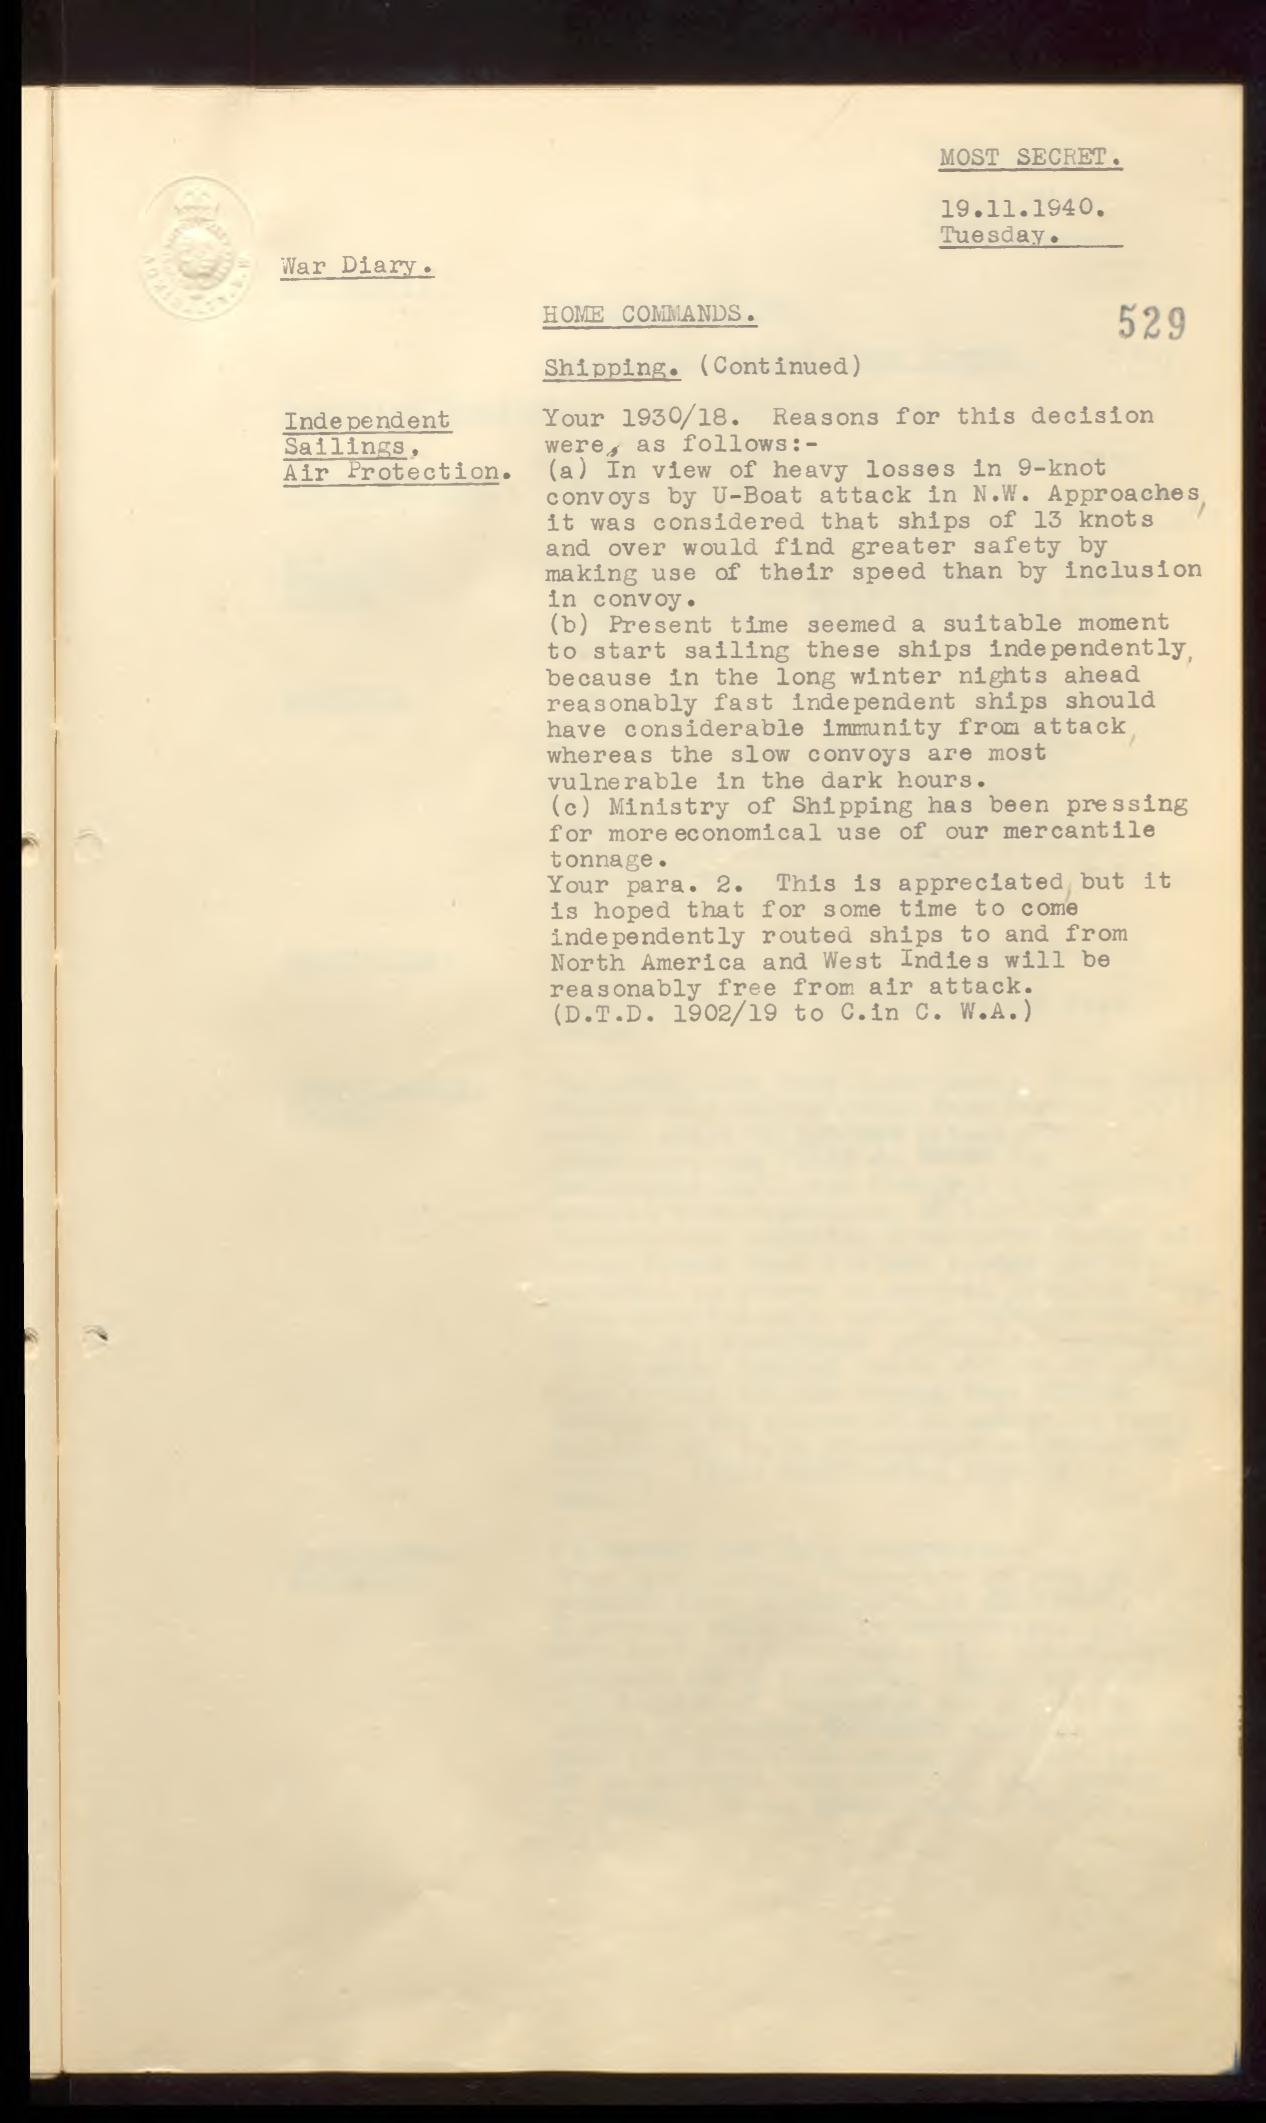 MOST SECRET.
19.11.1940.
Tuesday.
War Diary.
HOME COMMANDS.
529
Shipping. (Continued)
Independent
Sailings,
Air Protection.
Your 1930/18. Reasons for this decision
were, as follows:-
(a) In view of heavy losses in 9-knot
convoys by U-Boat attack in N.W. Approaches,
it was considered that ships of 13 knots
and over would find greater safety by
making use of their speed than by inclusion
in convoy.
(b) Present time seemed a suitable moment
to start sailing these ships independently,
because in the long winter nights ahead
reasonably fast independent ships should
have considerable immunity from attack,
whereas the slow convoys are most
vulnerable in the dark hours.
(c) Ministry of Shipping has been pressing
for more economical use of our mercantile
tonnage.
Your para. 2. This is appreciated, but it
is hoped that for some time to come
independently routed ships to and from
North America and West Indies will be
reasonably free from air attack.
(D.T.D. 1902/19 to C.in C. W.A.)